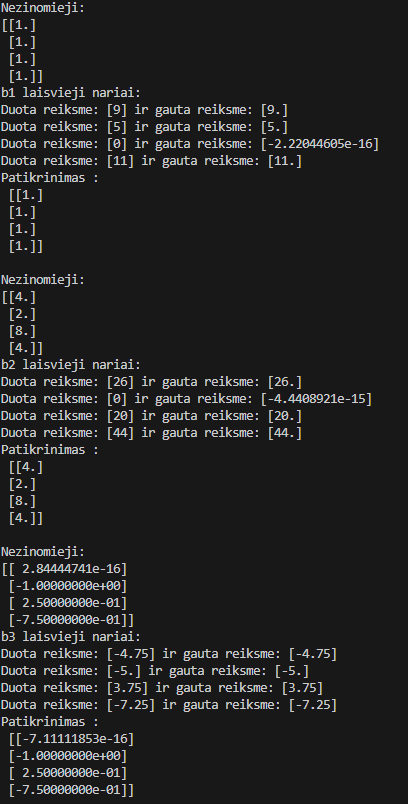 Nezinomieji:
[[1.]
 [1.]
 [1.]
 [1.]]
b1 laisvieji nariai:
Duota reiksme: [9] ir gauta reiksme: [9.]
Duota reiksme: [5] ir gauta reiksme: [5.]
Duota reiksme: [0] ir gauta reiksme: [-2.22044605e-16]
Duota reiksme: [11] ir gauta reiksme: [11.]
Patikrinimas :
 [[1.]
 [1.]
 [1.]
 [1.]]

Nezinomieji:
[[4.]
 [2.]
 [8.]
 [4.]]
b2 laisvieji nariai:
Duota reiksme: [26] ir gauta reiksme: [26.]
Duota reiksme: [0] ir gauta reiksme: [-4.4408921e-15]
Duota reiksme: [20] ir gauta reiksme: [20.]
Duota reiksme: [44] ir gauta reiksme: [44.]
Patikrinimas :
 [[4.]
 [2.]
 [8.]
 [4.]]

Nezinomieji:
[[ 2.84444741e-16]
 [-1.00000000e+00]
 [ 2.50000000e-01]
 [-7.50000000e-01]]
b3 laisvieji nariai:
Duota reiksme: [-4.75] ir gauta reiksme: [-4.75]
Duota reiksme: [-5.] ir gauta reiksme: [-5.]
Duota reiksme: [3.75] ir gauta reiksme: [3.75]
Duota reiksme: [-7.25] ir gauta reiksme: [-7.25]
Patikrinimas :
 [[-7.11111853e-16]
 [-1.00000000e+00]
 [ 2.50000000e-01]
 [-7.50000000e-01]]